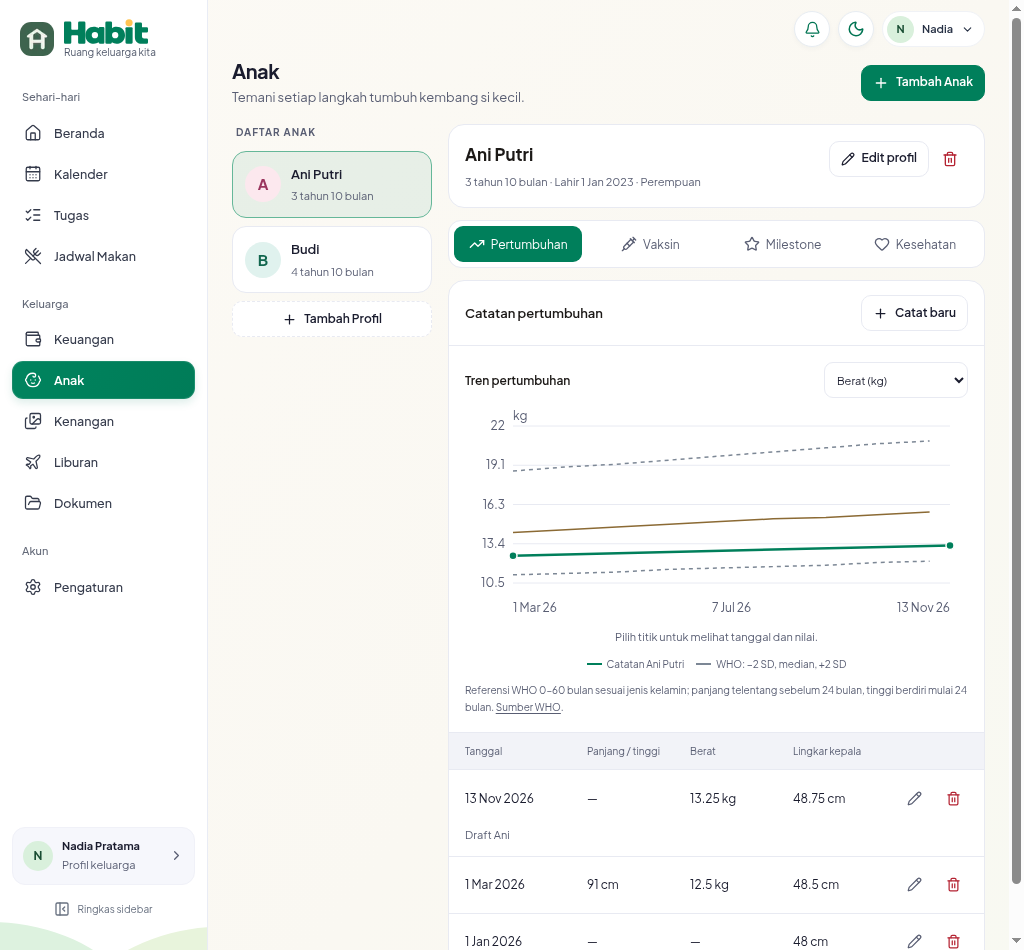 Habit
Ruang keluarga kita
Sehari-hari
Beranda
Kalender
Tugas
Jadwal Makan
Keluarga
Keuangan
Anak
Kenangan
Liburan
Dokumen
Akun
Pengaturan
N
Nadia Pratama
Profil keluarga
Ringkas sidebar
N
Nadia
Anak
Temani setiap langkah tumbuh kembang si kecil.
Tambah Anak
DAFTAR ANAK
A
Ani Putri
3 tahun 10 bulan
B
Budi
4 tahun 10 bulan
Tambah Profil
Ani Putri
3 tahun 10 bulan · Lahir 1 Jan 2023 · Perempuan
Edit profil
Pertumbuhan
Vaksin
Milestone
Kesehatan
Catatan pertumbuhan
Catat baru
Tren pertumbuhan
Berat (kg)
kg
22
19.1
16.3
13.4
10.5
1 Mar 26
7 Jul 26
13 Nov 26
Pilih titik untuk melihat tanggal dan nilai.
Catatan Ani Putri
WHO: −2 SD, median, +2 SD
Referensi WHO 0–60 bulan sesuai jenis kelamin; panjang telentang sebelum 24 bulan, tinggi berdiri mulai 24
bulan. Sumber WHO.
Tanggal Panjang / tinggi Berat Lingkar kepala
13 Nov 2026 — 13.25 kg 48.75 cm
Draft Ani
1 Mar 2026 91 cm 12.5 kg 48.5 cm
1 Jan 2026 — — 48 cm